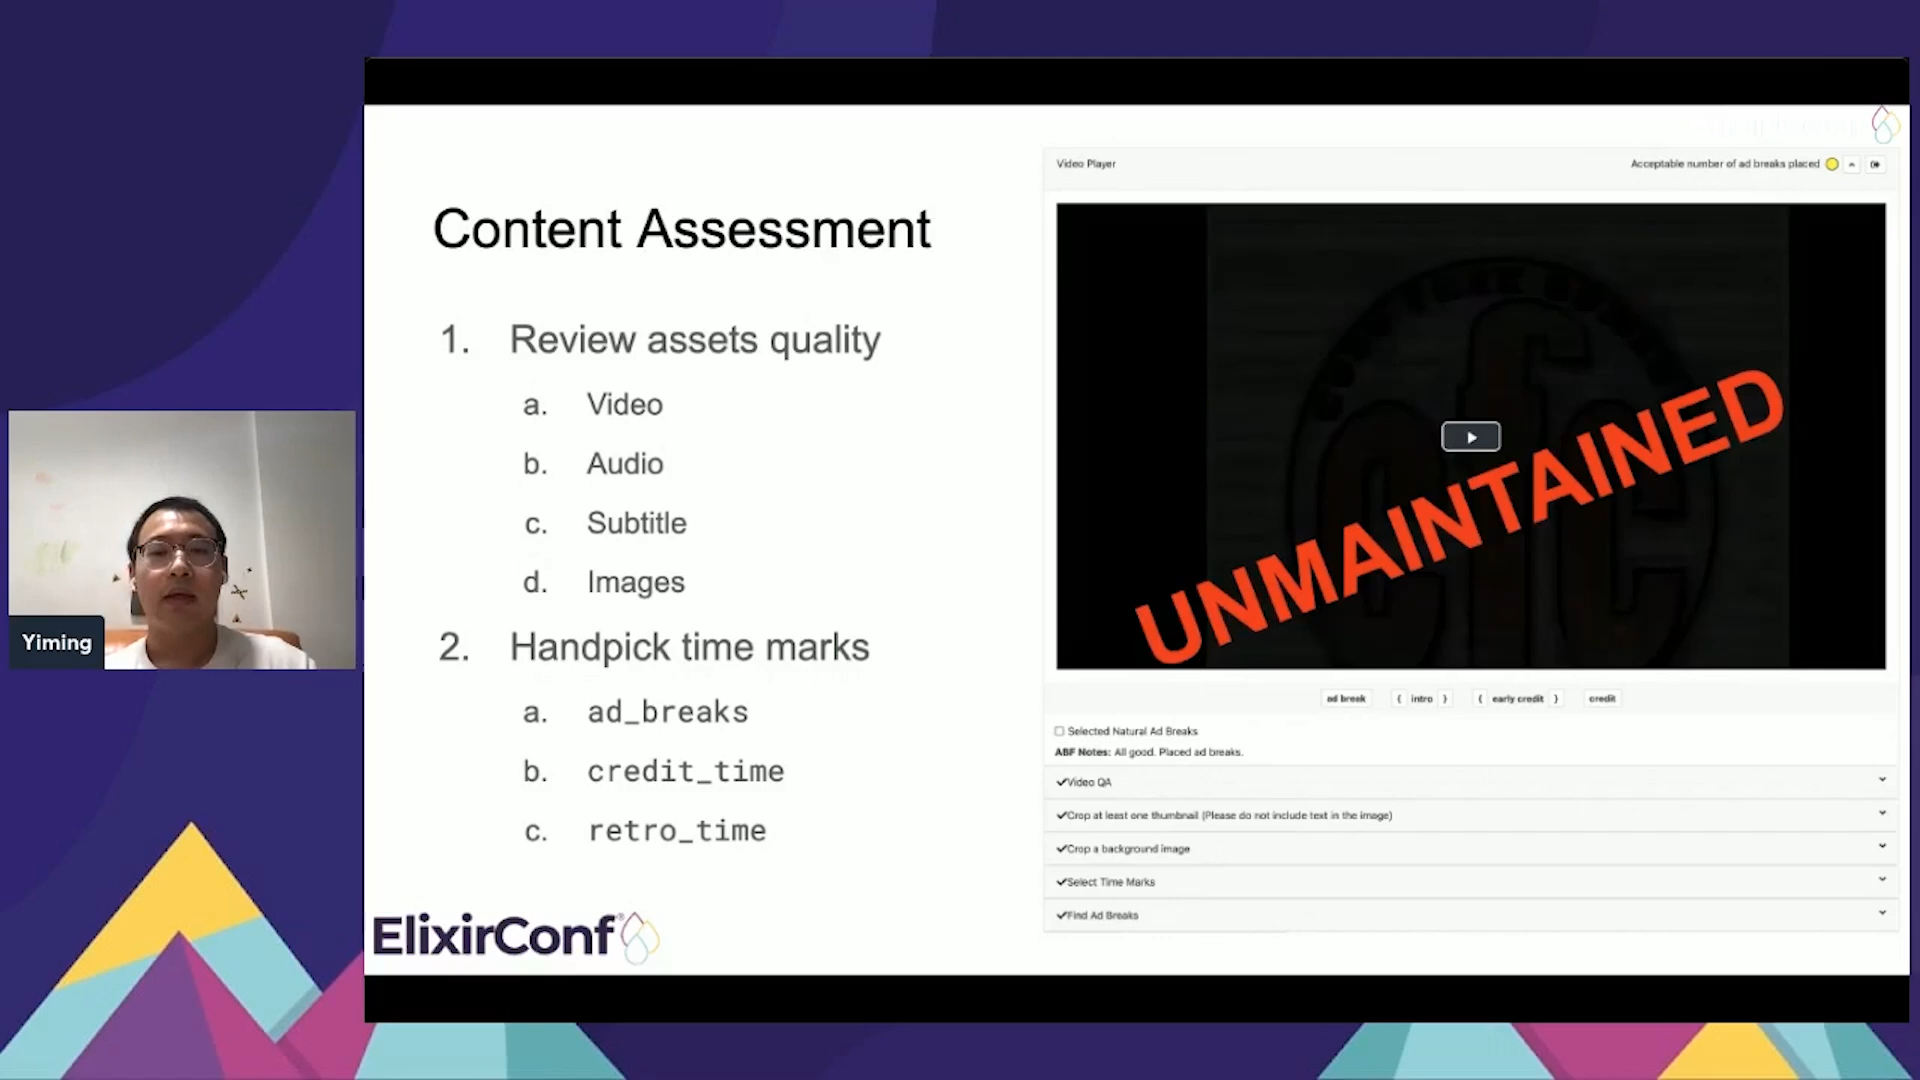 Content Assessment
1. Review assets quality
a. Video
b. Audio
c. Subtitle
d. Images
2. Handpick time marks
a. ad_breaks
b. credit_time
c. retro_time
ElixirConf®
Yiming
Video Player
Acceptable number of ad breaks placed
UNMAINTAINED
ad break { intro } { early credit } credit
Selected Natural Ad Breaks
ABF Notes: All good. Placed ad breaks.
✔Video QA
✔Crop at least one thumbnail (Please do not include text in the image)
✔Crop a background image
✔Select Time Marks
✔Find Ad Breaks